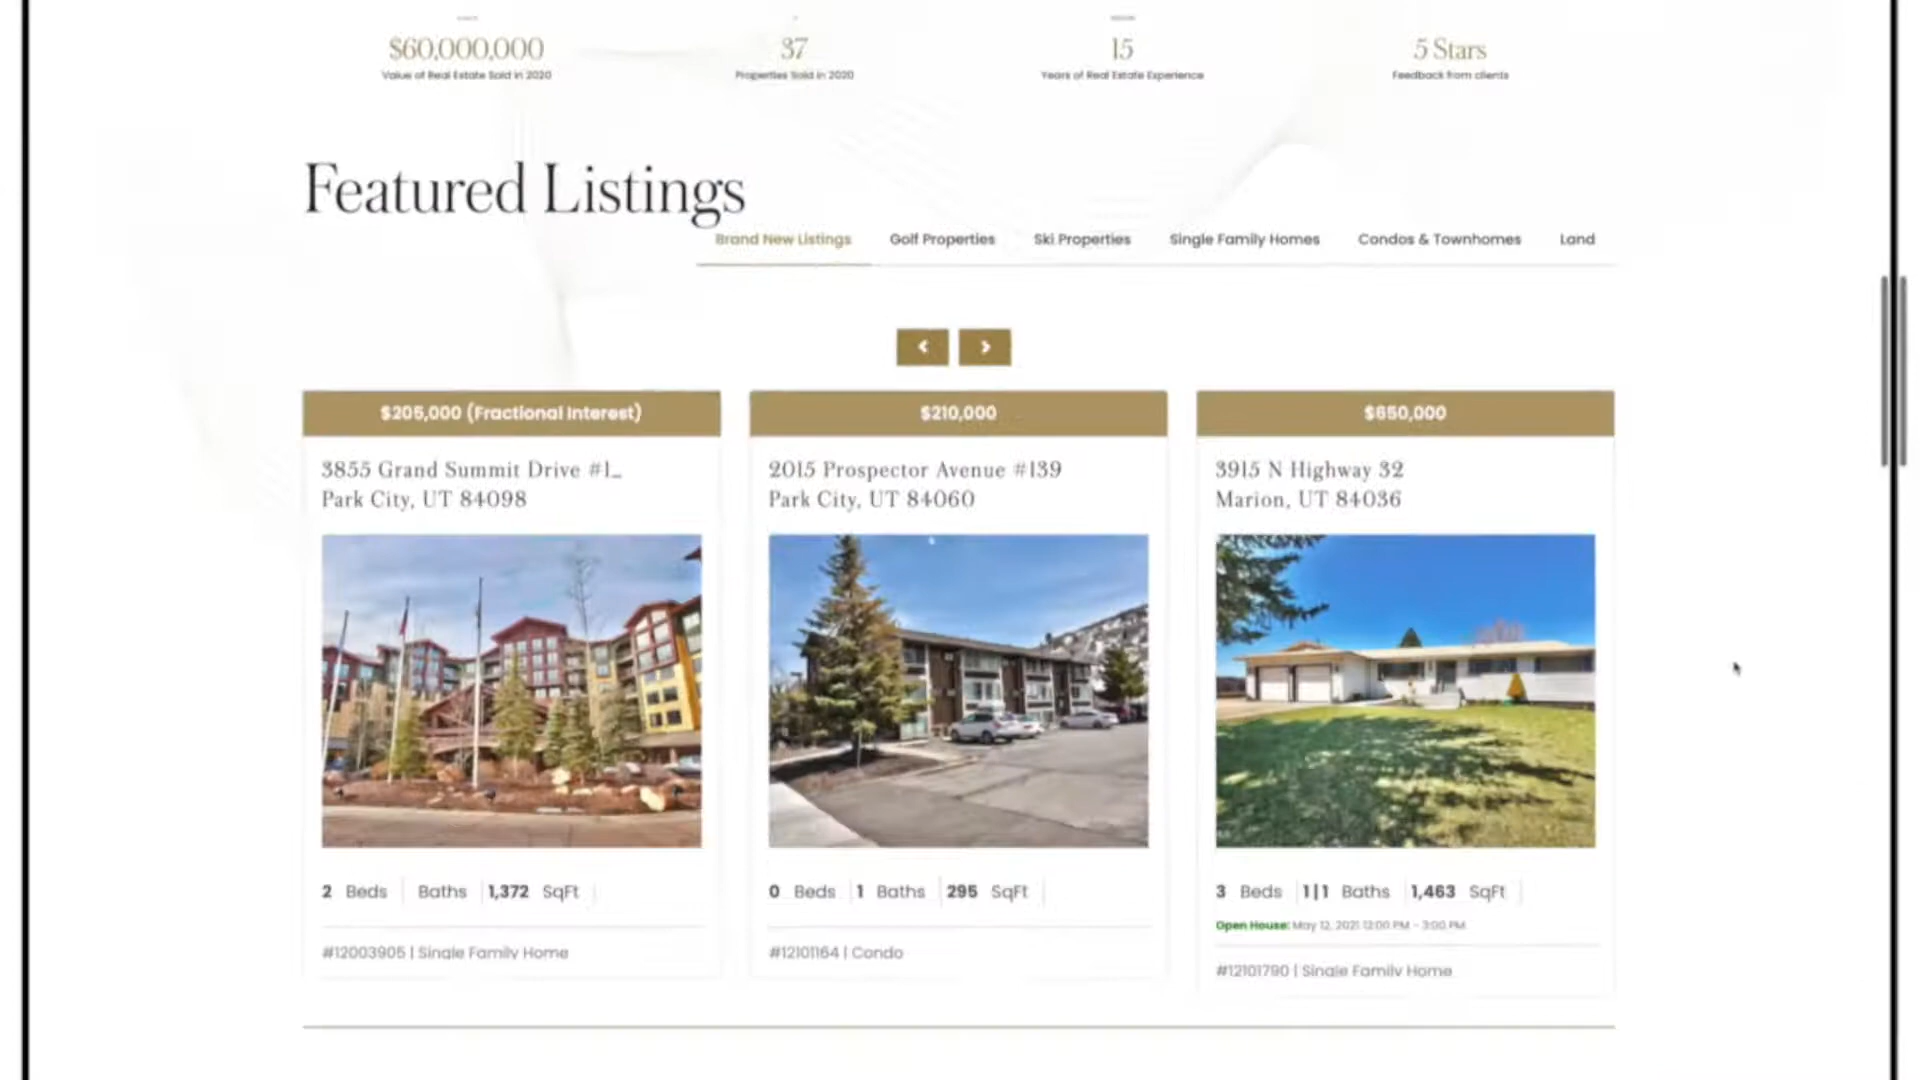 $60,000,000
Value of Real Estate Sold in 2020
37
Properties Sold in 2020
15
Years of Real Estate Experience
5 Stars
Feedback from clients
Featured Listings
Brand New Listings
Golf Properties
Ski Properties
Single Family Homes
Condos & Townhomes
Land
$205,000 (Fractional Interest)
3855 Grand Summit Drive #1...
Park City, UT 84098
2 Beds Baths 1,372 SqFt
#12003905 | Single Family Home
$210,000
2015 Prospector Avenue #139
Park City, UT 84060
0 Beds 1 Baths 295 SqFt
#12101164 | Condo
$650,000
3915 N Highway 32
Marion, UT 84036
3 Beds 1|1 Baths 1,463 SqFt
Open House: May 12, 2021 12:00 PM - 3:00 PM
#12101790 | Single Family Home